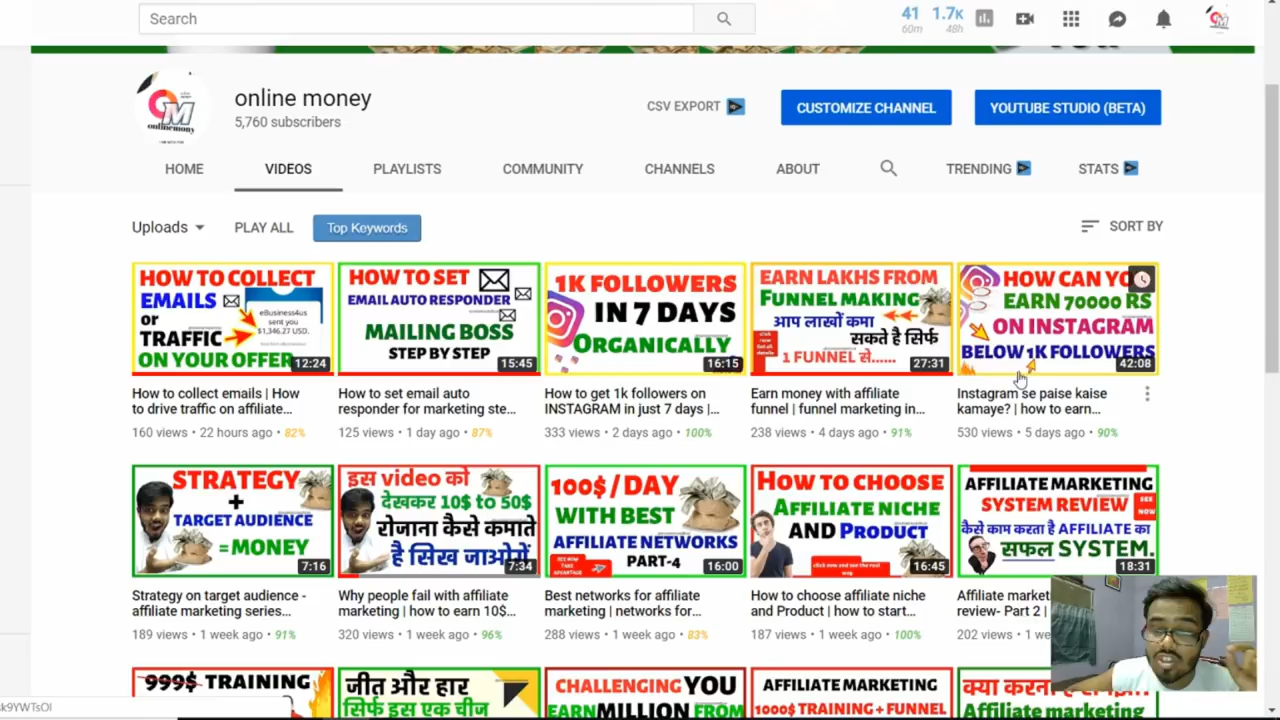 Search
41
60m
1.7K
48h
online money
5,760 subscribers
CSV EXPORT
CUSTOMIZE CHANNEL
YOUTUBE STUDIO (BETA)
HOME
VIDEOS
PLAYLISTS
COMMUNITY
CHANNELS
ABOUT
TRENDING
STATS
Uploads
PLAY ALL
Top Keywords
SORT BY
HOW TO COLLECT
EMAILS
or
TRAFFIC
ON YOUR OFFER
eBusiness4us
sent you
$1,346.27 USD.
12:24
HOW TO SET
EMAIL AUTO RESPONDER
MAILING BOSS
STEP BY STEP
15:45
1K FOLLOWERS
IN 7 DAYS
ORGANICALLY
16:15
EARN LAKHS FROM
FUNNEL MAKING
आप लाखों कमा
सकते है सिर्फ
1 FUNNEL से......
27:31
HOW CAN YO
EARN 70000 RS
ON INSTAGRAM
BELOW 1K FOLLOWERS
42:08
How to collect emails | How
to drive traffic on affiliate...
160 views • 22 hours ago • 82%
How to set email auto
responder for marketing ste...
125 views • 1 day ago • 87%
How to get 1k followers on
INSTAGRAM in just 7 days |...
333 views • 2 days ago • 100%
Earn money with affiliate
funnel | funnel marketing in...
238 views • 4 days ago • 91%
Instagram se paise kaise
kamaye? | how to earn...
530 views • 5 days ago • 90%
STRATEGY
+
TARGET AUDIENCE
=MONEY
7:16
इस video को
देखकर 10$ to 50$
रोजाना कैसे कमाते
है सिख जाओगे
7:34
100$/DAY
WITH BEST
AFFILIATE NETWORKS
PART-4
16:00
HOW TO CHOOSE
AFFILIATE NICHE
AND PRODUCT
16:45
AFFILIATE MARKETING
SYSTEM REVIEW
SEE
NOW
कैसे काम करता है AFFILIATE का
सफल SYSTEM.
18:31
Strategy on target audience -
affiliate marketing series...
189 views • 1 week ago • 91%
Why people fail with affiliate
marketing | how to earn 10$...
320 views • 1 week ago • 96%
Best networks for affiliate
marketing | networks for...
288 views • 1 week ago • 83%
How to choose affiliate niche
and Product | how to start...
187 views • 1 week ago • 100%
Affiliate market
review- Part 2 |
202 views • 1 we
999$ TRAINING
जीत और हार
सिर्फ इस एक चीज
CHALLENGING YOU
EARN MILLION FROM
AFFILIATE MARKETING
1000$ TRAINING + FUNNEL
क्या करना
Affiliate marketing
sk9YWTsOI